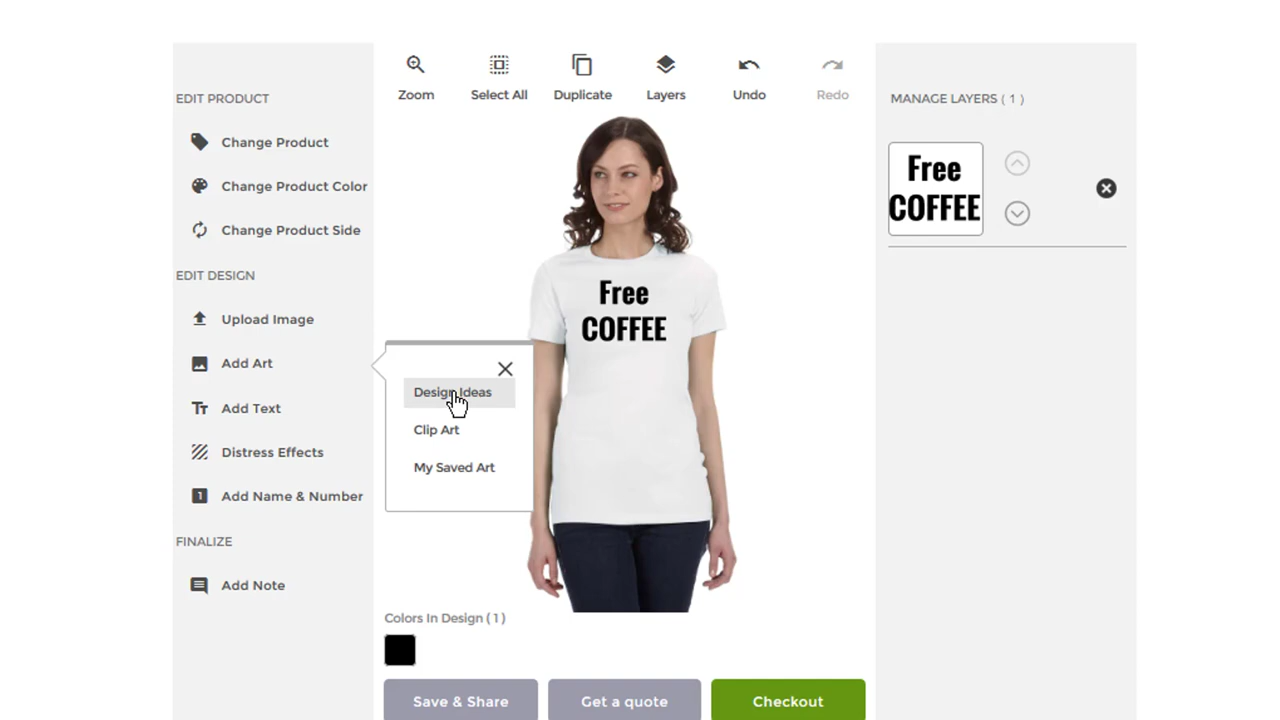 Zoom
Select All
Duplicate
Layers
Undo
Redo
EDIT PRODUCT
Change Product
Change Product Color
Change Product Side
EDIT DESIGN
Upload Image
Add Art
Add Text
Distress Effects
Add Name & Number
FINALIZE
Add Note
Design Ideas
Clip Art
My Saved Art
Free
COFFEE
Colors In Design ( 1 )
Save & Share
Get a quote
Checkout
MANAGE LAYERS ( 1 )
Free
COFFEE